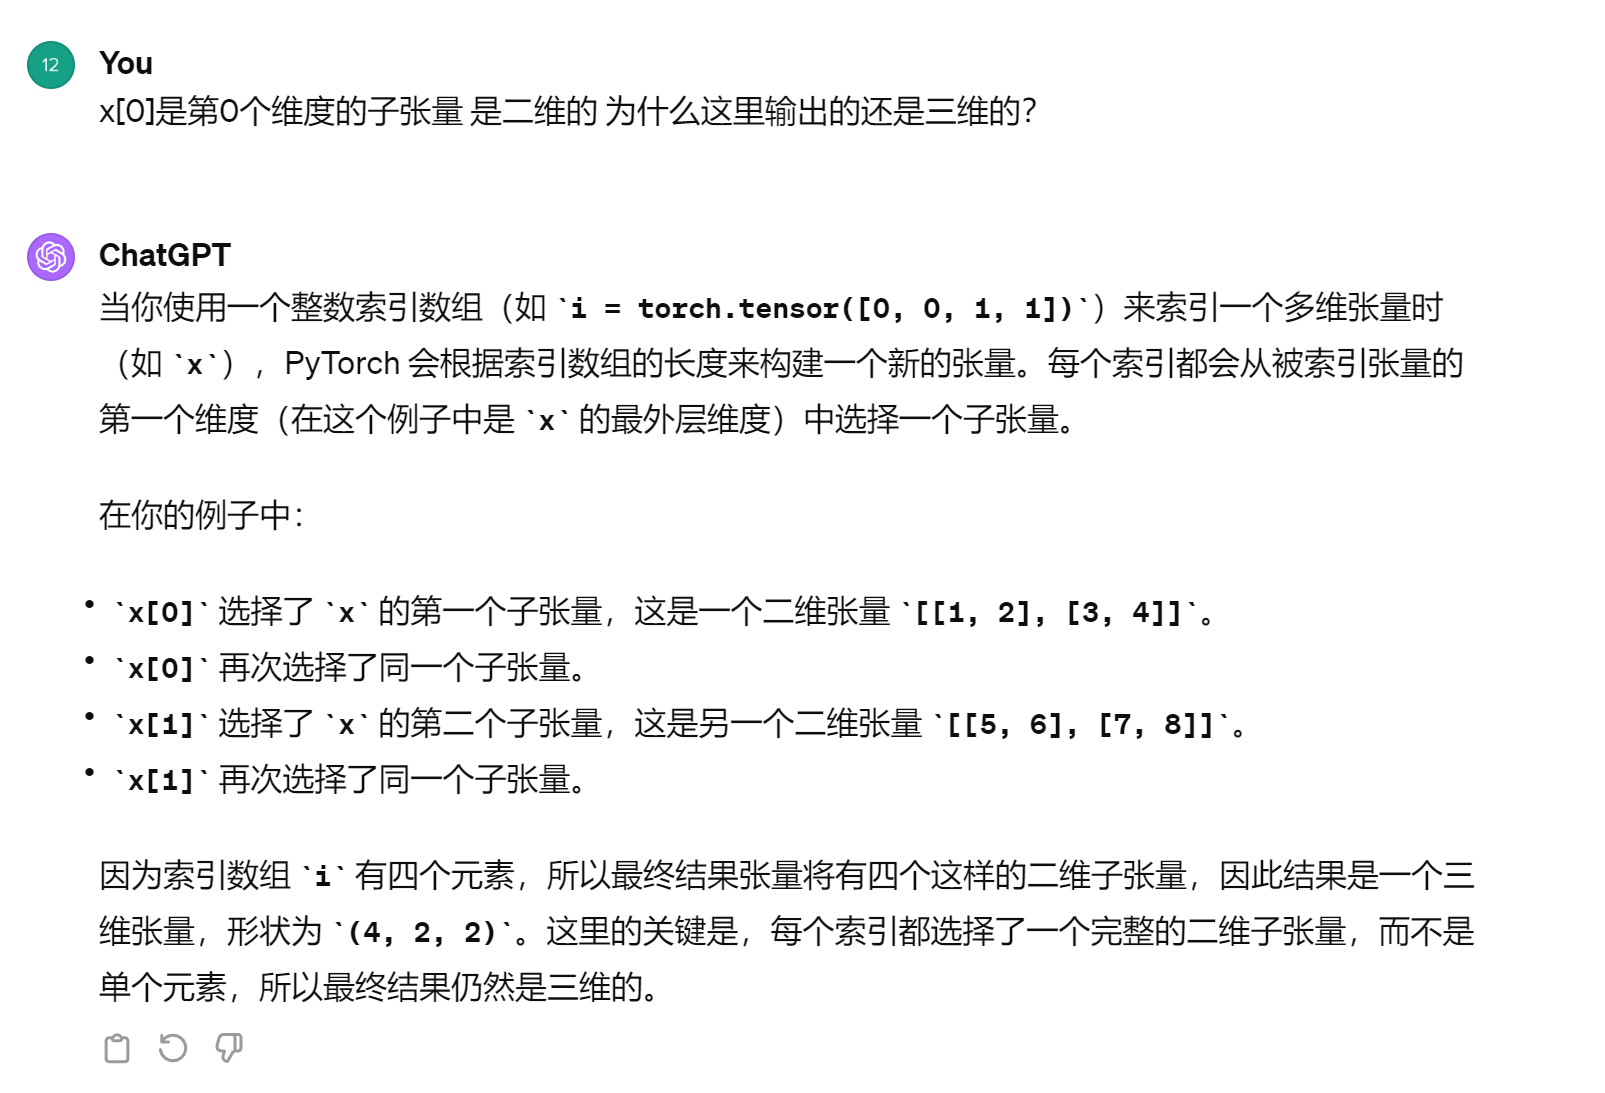 12
You
x[0]是第0个维度的子张量 是二维的 为什么这里输出的还是三维的？
ChatGPT
当你使用一个整数索引数组（如 `i = torch.tensor([0, 0, 1, 1])`）来索引一个多维张量时
（如 `x`），PyTorch 会根据索引数组的长度来构建一个新的张量。每个索引都会从被索引张量的
第一个维度（在这个例子中是 `x` 的最外层维度）中选择一个子张量。
在你的例子中：
• `x[0]` 选择了 `x` 的第一个子张量，这是一个二维张量 `[[1, 2], [3, 4]]`。
• `x[0]` 再次选择了同一个子张量。
• `x[1]` 选择了 `x` 的第二个子张量，这是另一个二维张量 `[[5, 6], [7, 8]]`。
• `x[1]` 再次选择了同一个子张量。
因为索引数组 `i` 有四个元素，所以最终结果张量将有四个这样的二维子张量，因此结果是一个三
维张量，形状为 `(4, 2, 2)`。这里的关键是，每个索引都选择了一个完整的二维子张量，而不是
单个元素，所以最终结果仍然是三维的。